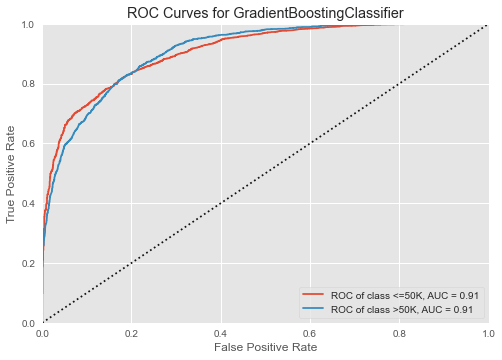 ROC Curves for GradientBoostingClassifier
1.0
0.8
0.6
0.4
0.2
0.0
True Positive Rate
0.0 0.2 0.4 0.6 0.8 1.0
False Positive Rate
ROC of class <=50K, AUC = 0.91
ROC of class >50K, AUC = 0.91